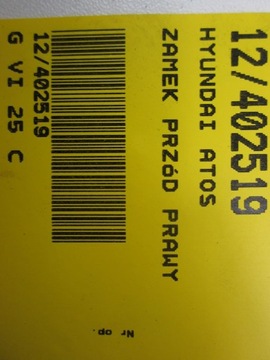 12/402519
HYUNDAI ATOS
ZAMEK PRZÓD PRAWY
12/402519
G VI 25 C
Nr op.